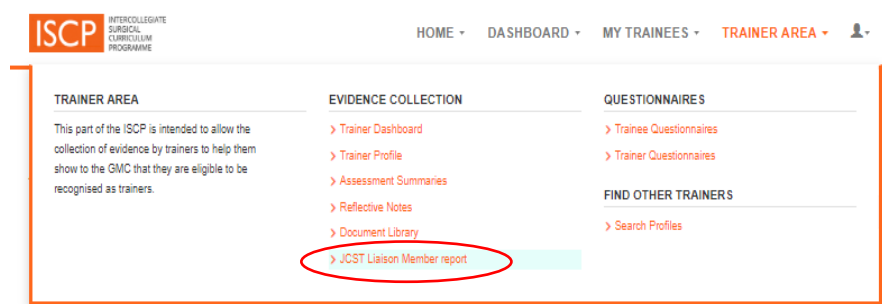 ISCP
INTERCOLLEGIATE
SURGICAL
CURRICULUM
PROGRAMME
HOME
DASHBOARD
MY TRAINEES
TRAINER AREA
TRAINER AREA
This part of the ISCP is intended to allow the
collection of evidence by trainers to help them
show to the GMC that they are eligible to be
recognised as trainers.
EVIDENCE COLLECTION
Trainer Dashboard
Trainer Profile
Assessment Summaries
Reflective Notes
Document Library
JCST Liaison Member report
QUESTIONNAIRES
Trainee Questionnaires
Trainer Questionnaires
FIND OTHER TRAINERS
Search Profiles